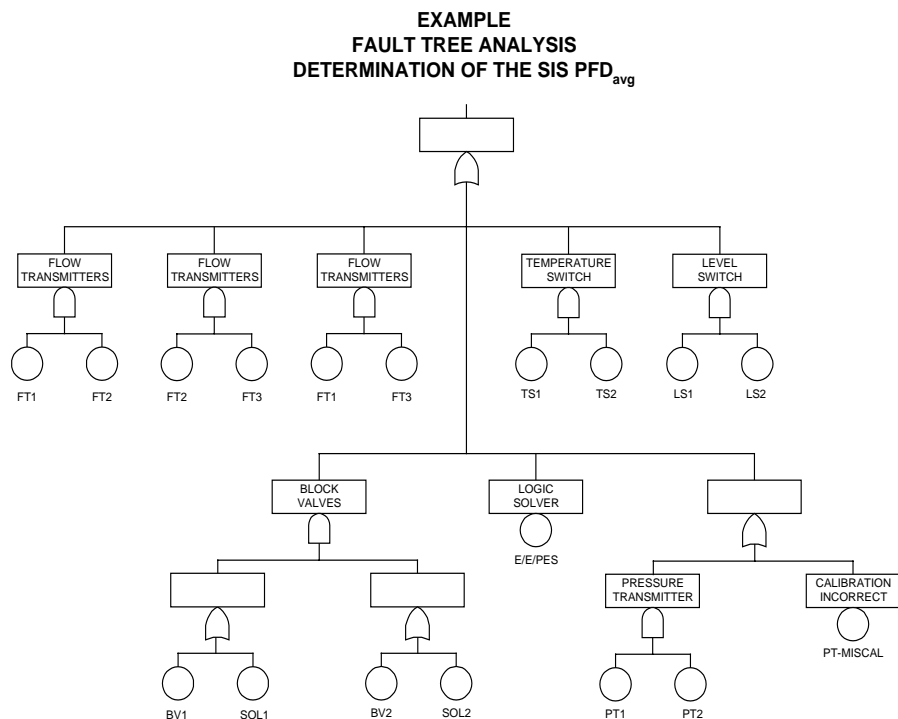 EXAMPLE
FAULT TREE ANALYSIS
DETERMINATION OF THE SIS PFDavg
FLOW
TRANSMITTERS
FLOW
TRANSMITTERS
FLOW
TRANSMITTERS
TEMPERATURE
SWITCH
LEVEL
SWITCH
FT1
FT2
FT2
FT3
FT1
FT3
TS1
TS2
LS1
LS2
BLOCK
VALVES
LOGIC
SOLVER
E/E/PES
PRESSURE
TRANSMITTER
CALIBRATION
INCORRECT
PT-MISCAL
BV1
SOL1
BV2
SOL2
PT1
PT2